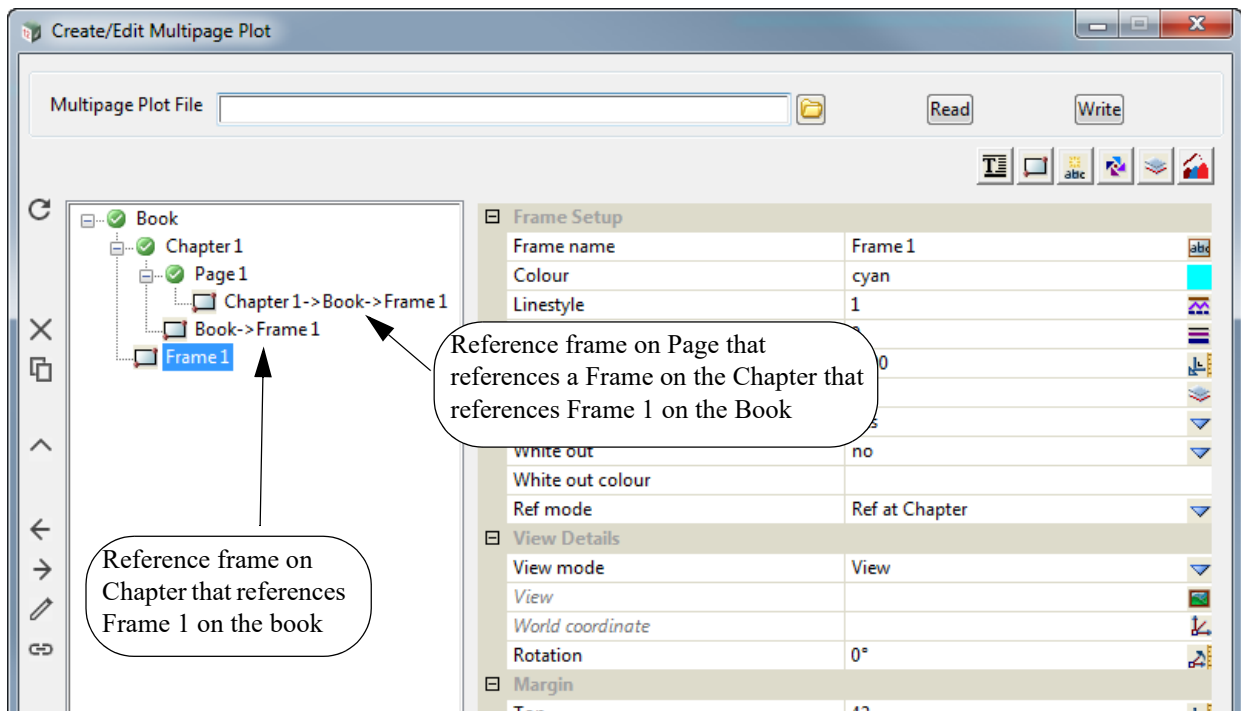 Create/Edit Multipage Plot
Multipage Plot File
Read
Write
Book
Chapter 1
Page 1
Chapter 1->Book->Frame 1
Book->Frame 1
Frame 1
Reference frame on Page that
references a Frame on the Chapter that
references Frame 1 on the Book
Reference frame on
Chapter that references
Frame 1 on the book
Frame Setup
Frame name Frame 1 abc
Colour cyan
Linestyle 1
White out no
White out colour
Ref mode Ref at Chapter
View Details
View mode View
View
World coordinate
Rotation 0°
Margin